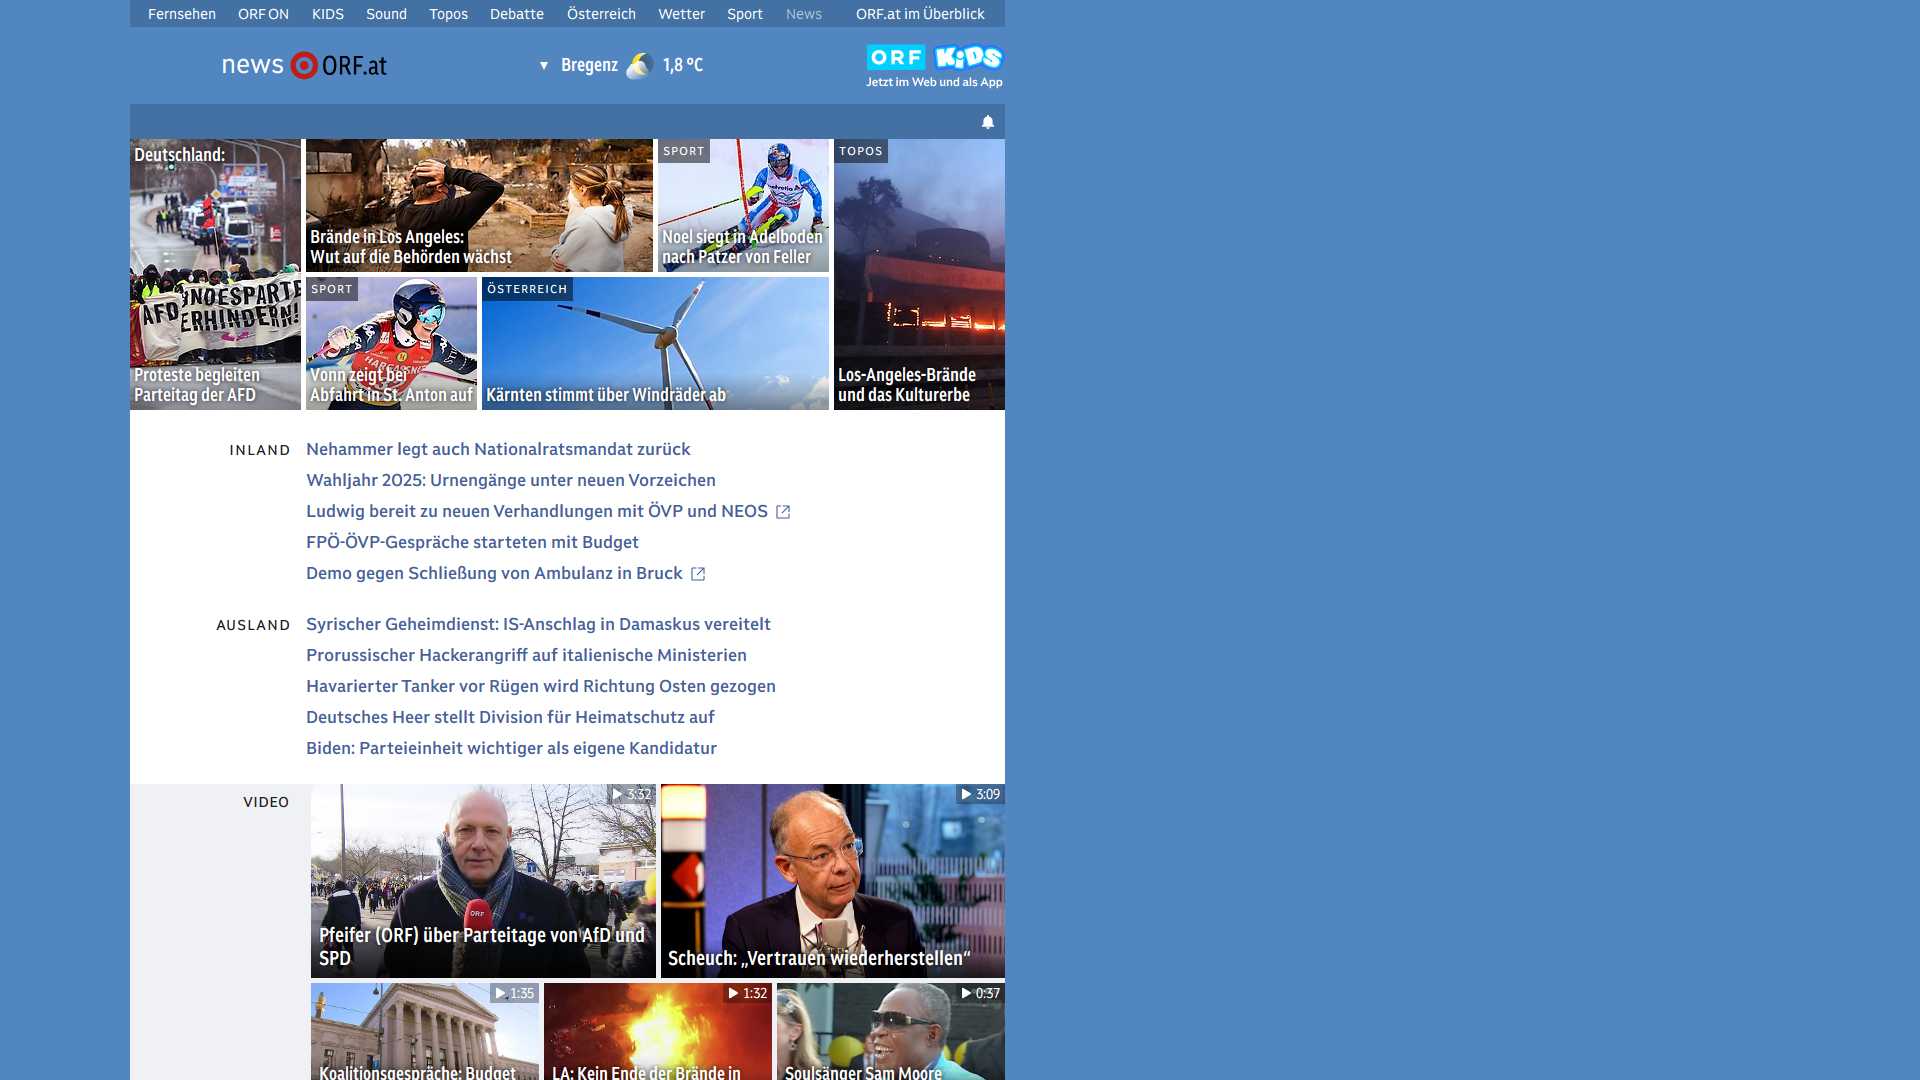 Fernsehen ORF ON KIDS Sound Topos Debatte Österreich Wetter Sport News ORF.at im Überblick
news ORF.at
Bregenz 1,8 °C
ORF KiDS
Jetzt im Web und als App
Deutschland:
AFD
ERHINDERN!
Proteste begleiten
Parteitag der AFD
Brände in Los Angeles:
Wut auf die Behörden wächst
SPORT
Noel siegt in Adelboden
nach Patzer von Feller
TOPOS
Los-Angeles-Brände
und das Kulturerbe
SPORT
Vonn zeigt bei
Abfahrt in St. Anton auf
ÖSTERREICH
Kärnten stimmt über Windräder ab
INLAND
Nehammer legt auch Nationalratsmandat zurück
Wahljahr 2025: Urnengänge unter neuen Vorzeichen
Ludwig bereit zu neuen Verhandlungen mit ÖVP und NEOS
FPÖ-ÖVP-Gespräche starteten mit Budget
Demo gegen Schließung von Ambulanz in Bruck
AUSLAND
Syrischer Geheimdienst: IS-Anschlag in Damaskus vereitelt
Prorussischer Hackerangriff auf italienische Ministerien
Havarierter Tanker vor Rügen wird Richtung Osten gezogen
Deutsches Heer stellt Division für Heimatschutz auf
Biden: Parteieinheit wichtiger als eigene Kandidatur
VIDEO
3:32
ORF
Pfeifer (ORF) über Parteitage von AfD und
SPD
3:09
Scheuch: „Vertrauen wiederherstellen“
1:35
Koalitionsgespräche: Budget
1:32
LA: Kein Ende der Brände in
0:37
Soulsänger Sam Moore